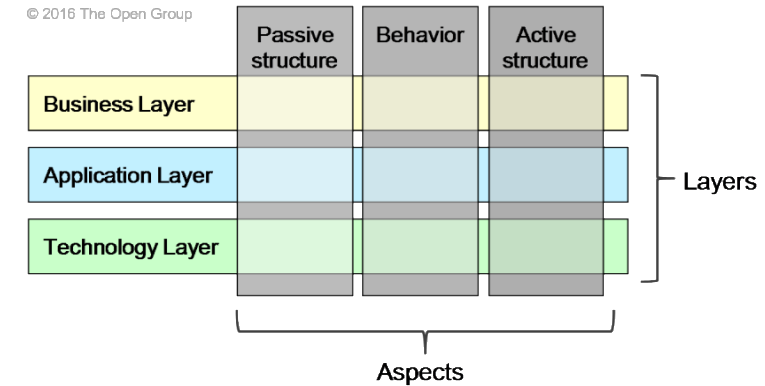 © 2016 The Open Group
Passive
structure
Behavior
Active
structure
Business Layer
Application Layer
Technology Layer
Layers
Aspects